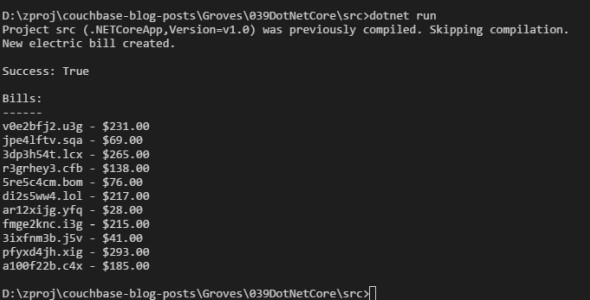 D:\zproj\couchbase-blog-posts\Groves\039DotNetCore\src>dotnet run
Project src (.NETCoreApp,Version=v1.0) was previously compiled. Skipping compilation.
New electric bill created.
Success: True
Bills:
------
v0e2bfj2.u3g - $231.00
jpe4lftv.sqa - $69.00
3dp3h54t.lcx - $265.00
r3grhey3.cfb - $138.00
5re5c4cm.bom - $76.00
di2s5ww4.lol - $217.00
ar12xijg.yfq - $28.00
fmge2knc.i3g - $215.00
3ixfnm3b.j5v - $41.00
pfyxd4jh.xig - $293.00
a100f22b.c4x - $185.00
D:\zproj\couchbase-blog-posts\Groves\039DotNetCore\src>